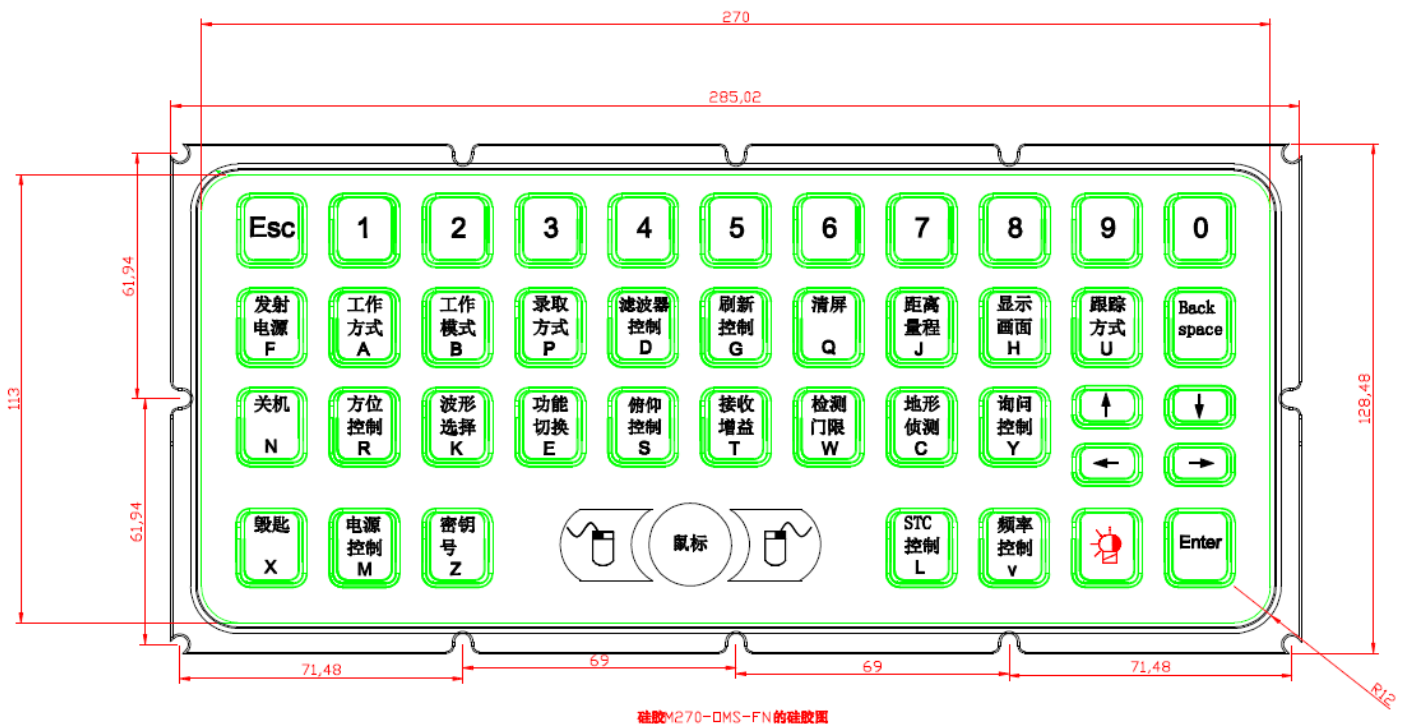 270
285,02
61,94
113
128,48
Esc
1
2
3
4
5
6
7
8
9
0
发射
电源
F
工作
方式
A
工作
模式
B
录取
方式
P
滤波器
控制
D
刷新
控制
G
清屏
Q
距离
量程
J
显示
画面
H
跟踪
方式
U
Back
space
关机
N
方位
控制
R
波形
选择
K
功能
切换
E
俯仰
控制
S
接收
增益
T
检测
门限
W
地形
侦测
C
询问
控制
Y
↑
↓
←
→
61,94
毁匙
X
电源
控制
M
密钥
号
Z
鼠标
STC
控制
L
频率
控制
v
Enter
71,48
69
69
71,48
R12
硅胶M270-OMS-FN的硅胶图